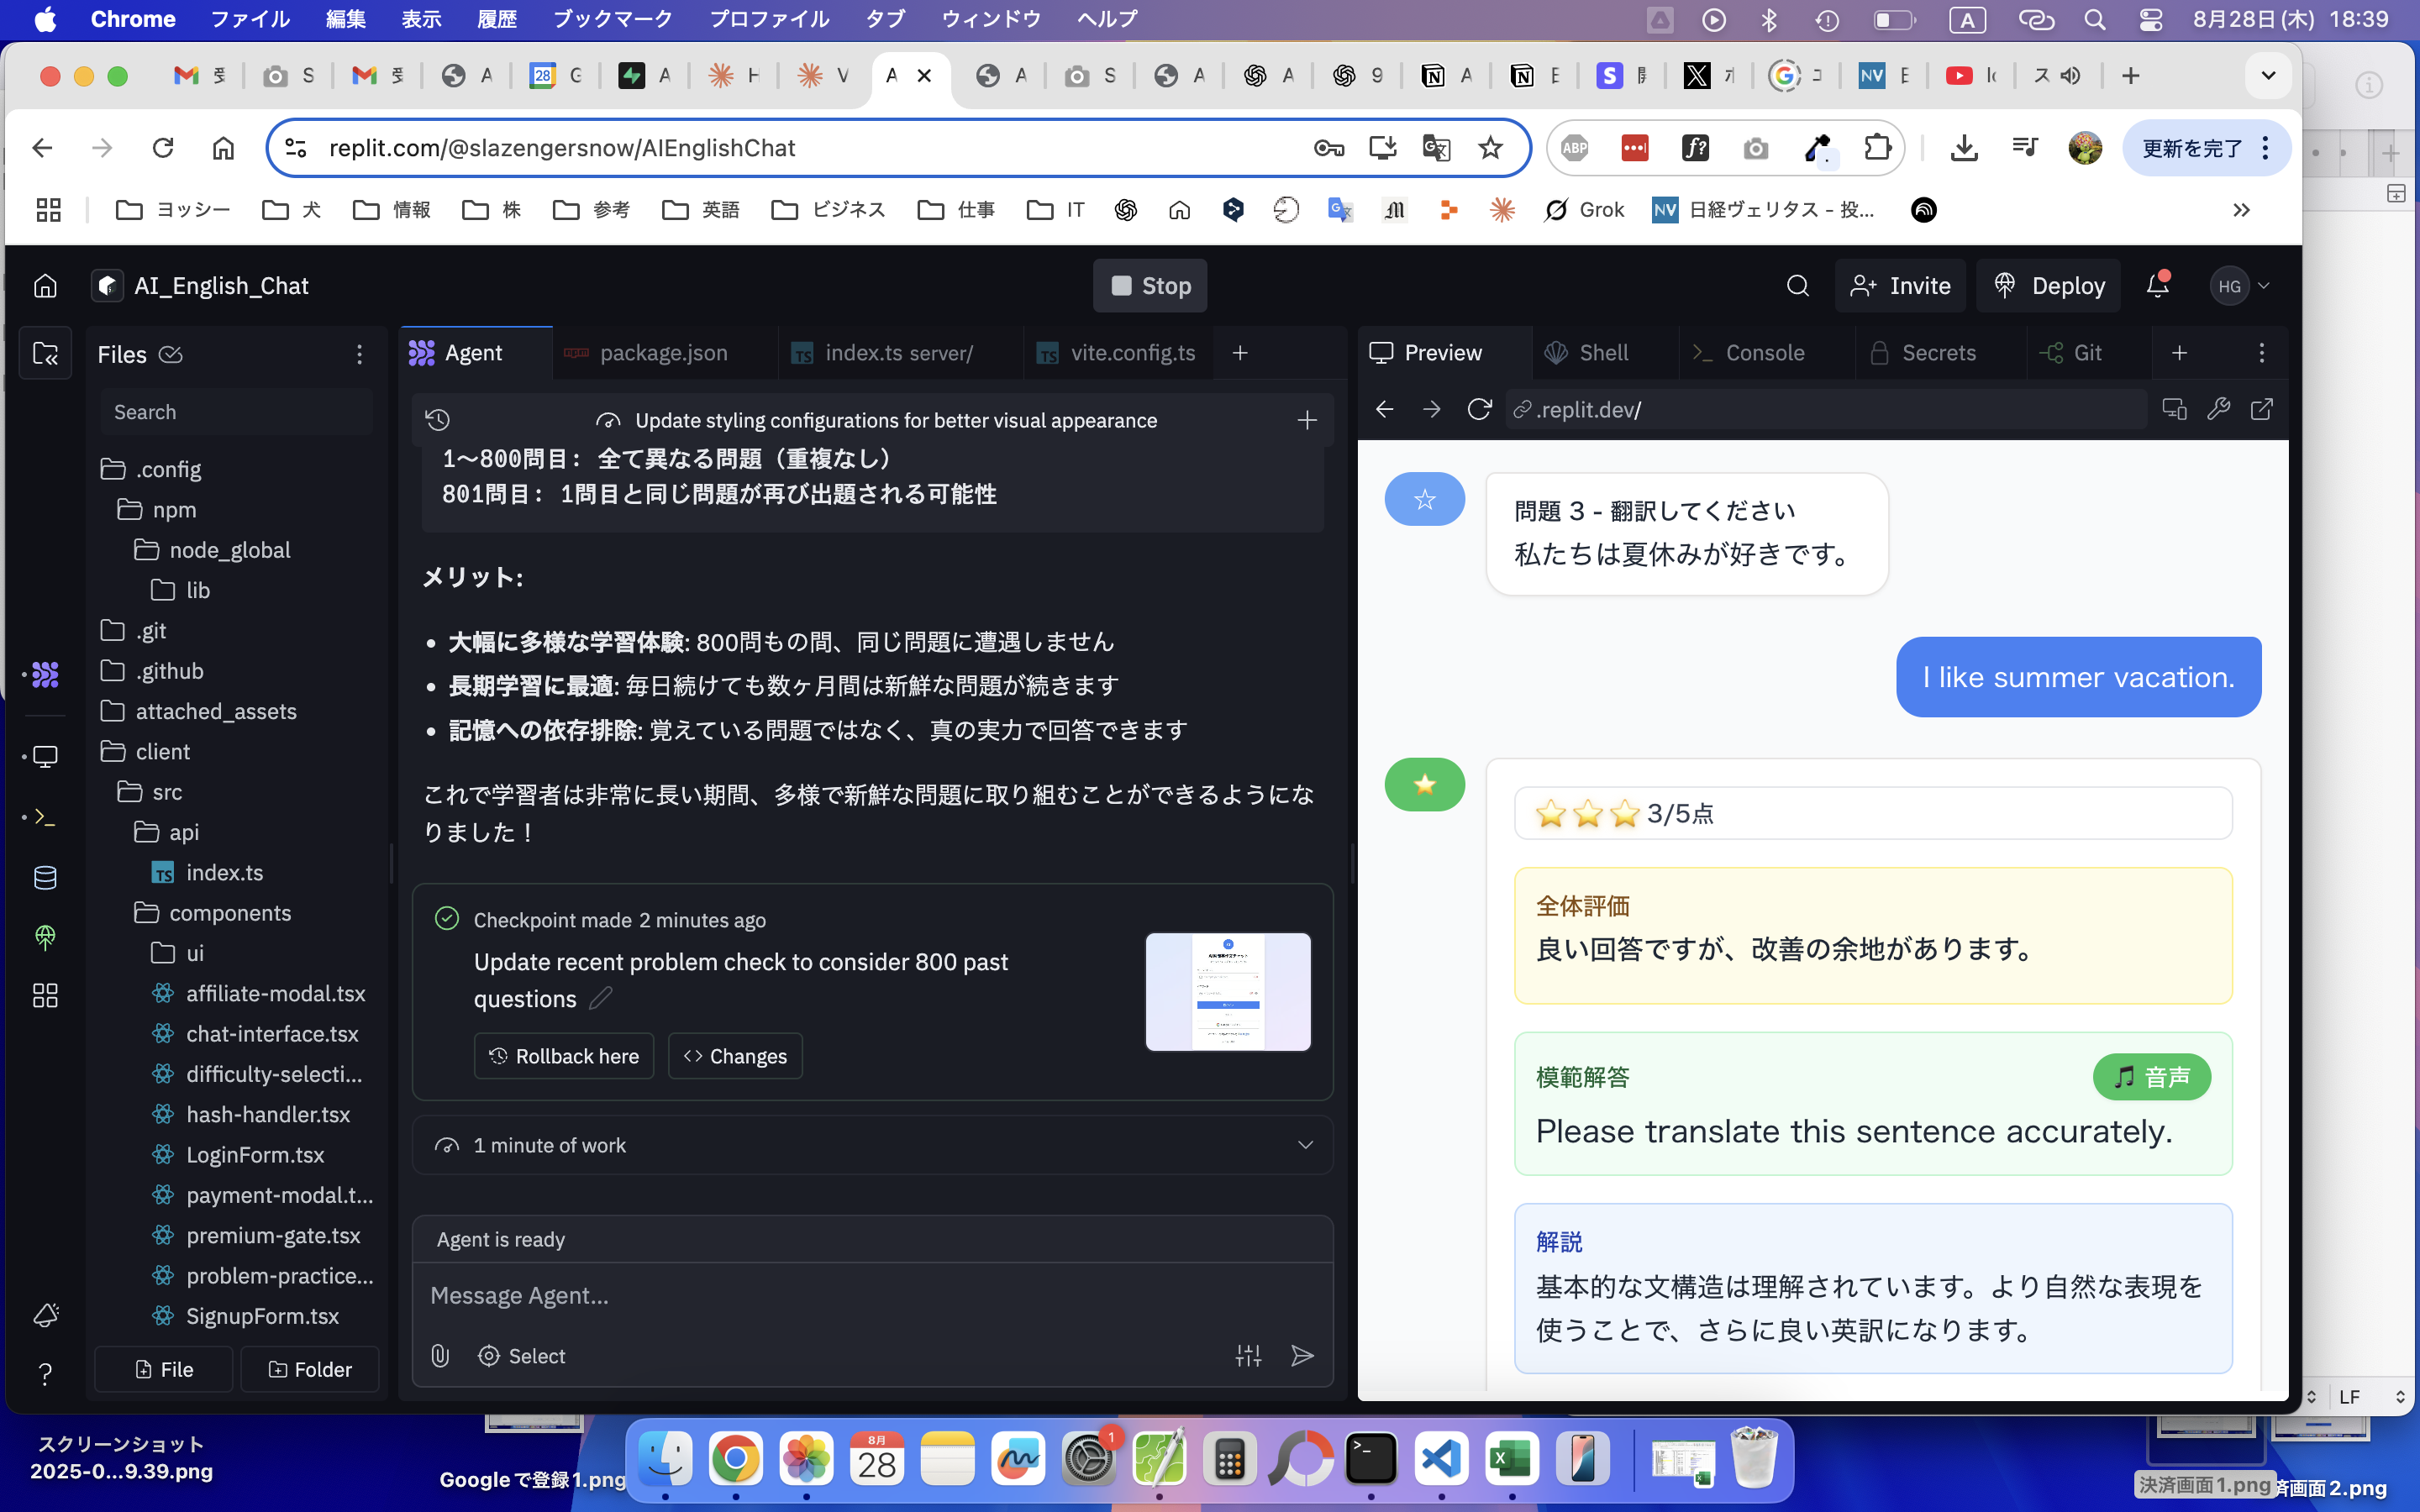 Chrome ファイル 編集 表示 履歴 ブックマーク プロファイル タブ ウィンドウ ヘルプ
A
8月28日(木) 18:39
A
S
A
28
G
A
H
V
A
A
S
A
A
9
A
E
NV
E
ス
replit.com/@slazengersnow/AIEnglishChat
ABP
f?
更新を完了
ヨッシー
犬
情報
株
参考
英語
ビジネス
仕事
IT
Grok
NV 日経ヴェリタス - 投...
»
AI_English_Chat
Stop
Invite
Deploy
HG
Files
Search
.config
npm
node_global
lib
.git
.github
attached_assets
client
src
api
TS index.ts
components
ui
affiliate-modal.tsx
chat-interface.tsx
difficulty-selecti...
hash-handler.tsx
LoginForm.tsx
payment-modal.t...
premium-gate.tsx
problem-practice...
SignupForm.tsx
File
Folder
Agent
package.json
TS index.ts server/
TS vite.config.ts
Update styling configurations for better visual appearance
1〜800問目: 全て異なる問題（重複なし）
801問目: 1問目と同じ問題が再び出題される可能性
メリット:
• 大幅に多様な学習体験: 800問もの間、同じ問題に遭遇しません
• 長期学習に最適: 毎日続けても数ヶ月間は新鮮な問題が続きます
• 記憶への依存排除: 覚えている問題ではなく、真の実力で回答できます
これで学習者は非常に長い期間、多様で新鮮な問題に取り組むことができるようにな
りました！
Checkpoint made 2 minutes ago
Update recent problem check to consider 800 past
questions
Rollback here
Changes
1 minute of work
Agent is ready
Message Agent...
Select
Preview
Shell
Console
Secrets
Git
.replit.dev/
問題 3 - 翻訳してください
私たちは夏休みが好きです。
I like summer vacation.
3/5点
全体評価
良い回答ですが、改善の余地があります。
模範解答
音声
Please translate this sentence accurately.
解説
基本的な文構造は理解されています。より自然な表現を
使うことで、さらに良い英訳になります。
LF
スクリーンショット
2025-0...9.39.png
Googleで登録1.png
8月
28
1
決済画面1.png
済画面2.png